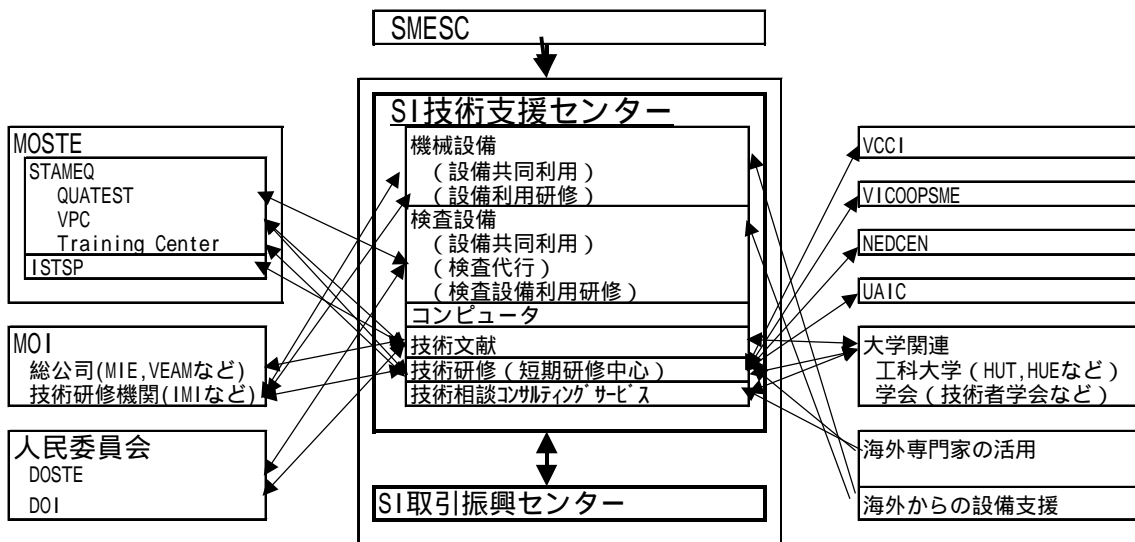 SMESC
SI技術支援センター
機械設備
(設備共同利用)
(設備利用研修)
検査設備
(設備共同利用)
(検査代行)
(検査設備利用研修)
コンピュータ
技術文献
技術研修(短期研修中心)
技術相談コンサルティングサービス
SI取引振興センター
MOSTE
STAMEQ
QUATEST
VPC
Training Center
ISTSP
MOI
総公司(MIE,VEAMなど)
技術研修機関(IMIなど)
人民委員会
DOSTE
DOI
VCCI
VICOOPSME
NEDCEN
UAIC
大学関連
工科大学(HUT,HUEなど)
学会(技術者学会など)
海外専門家の活用
海外からの設備支援